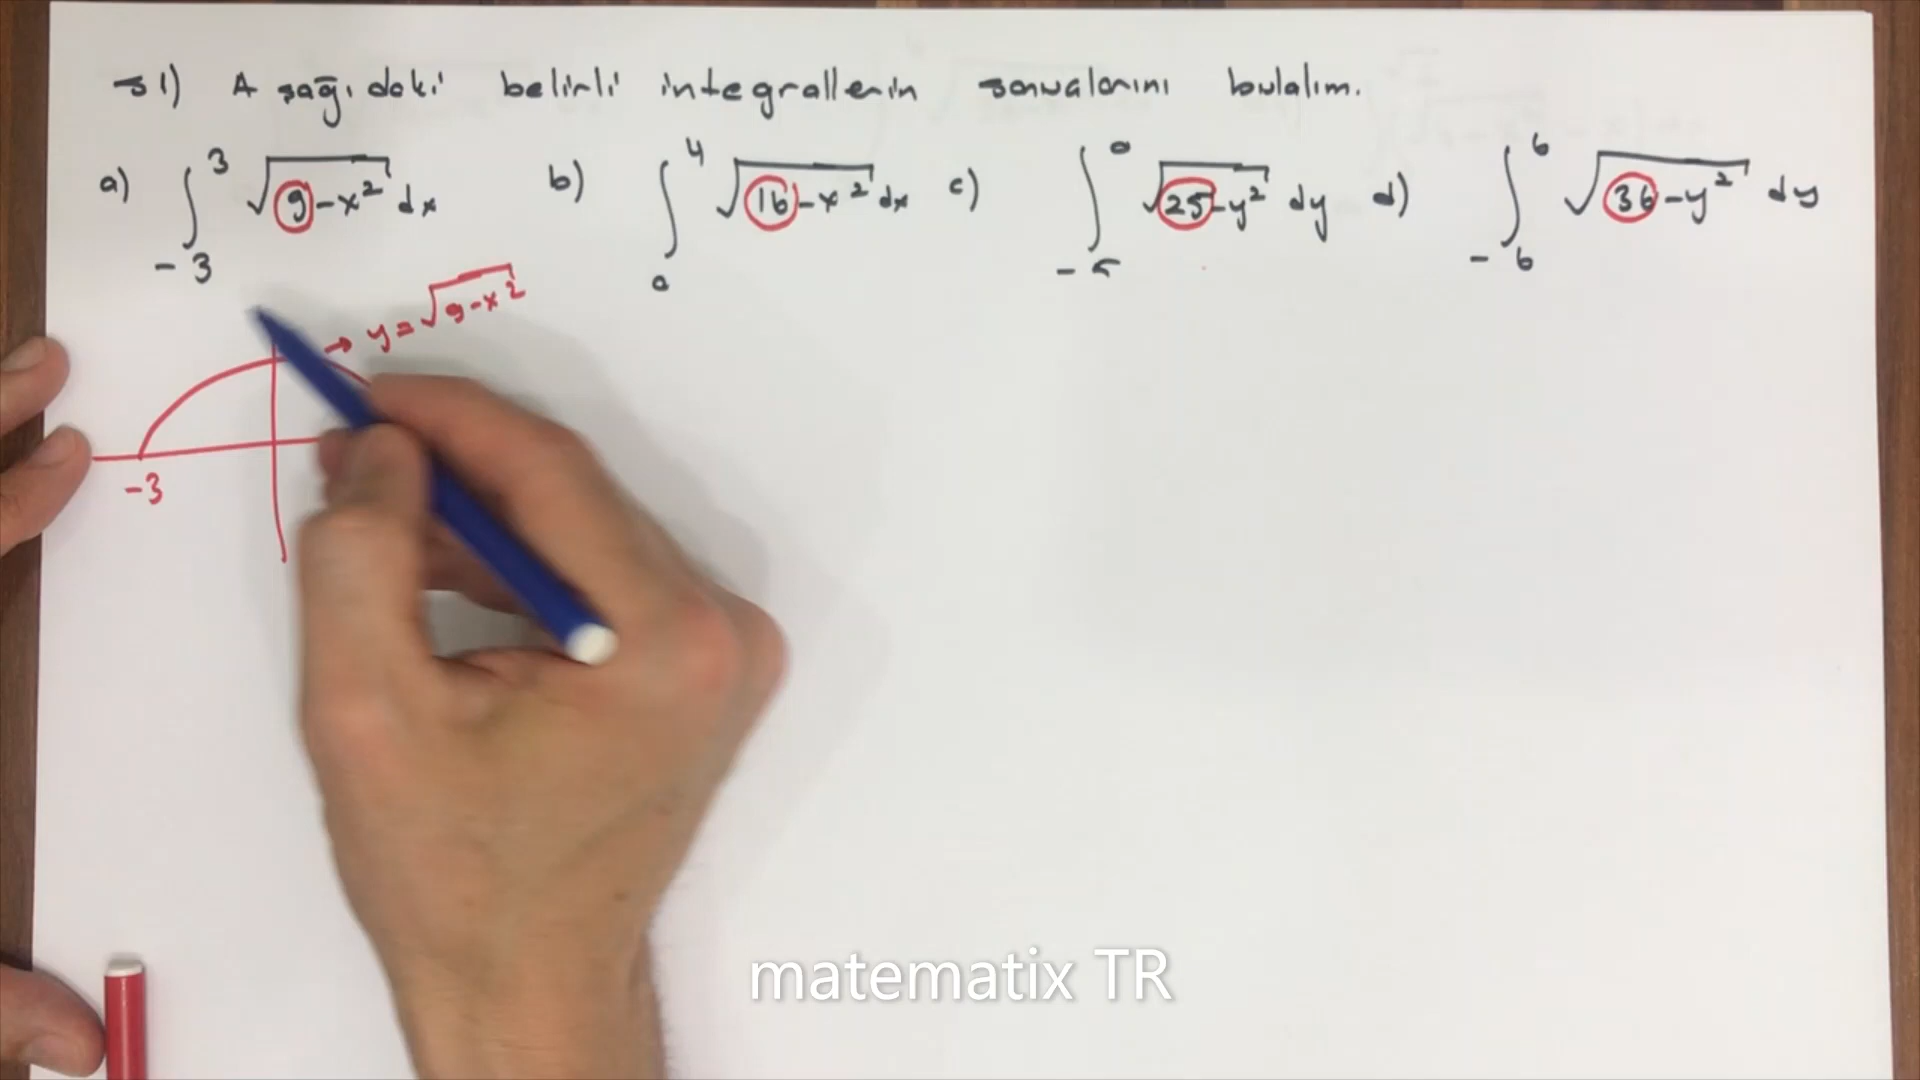 S1) Aşağıdaki belirli integrallerin sonuçlarını bulalım.
a) ∫_{-3}^{3} √(9-x²) dx b) ∫_{0}^{4} √(16-x²) dx c) ∫_{-5}^{0} √(25-y²) dy d) ∫_{-6}^{6} √(36-y²) dy
→ y=√(9-x²)
-3
matematix TR